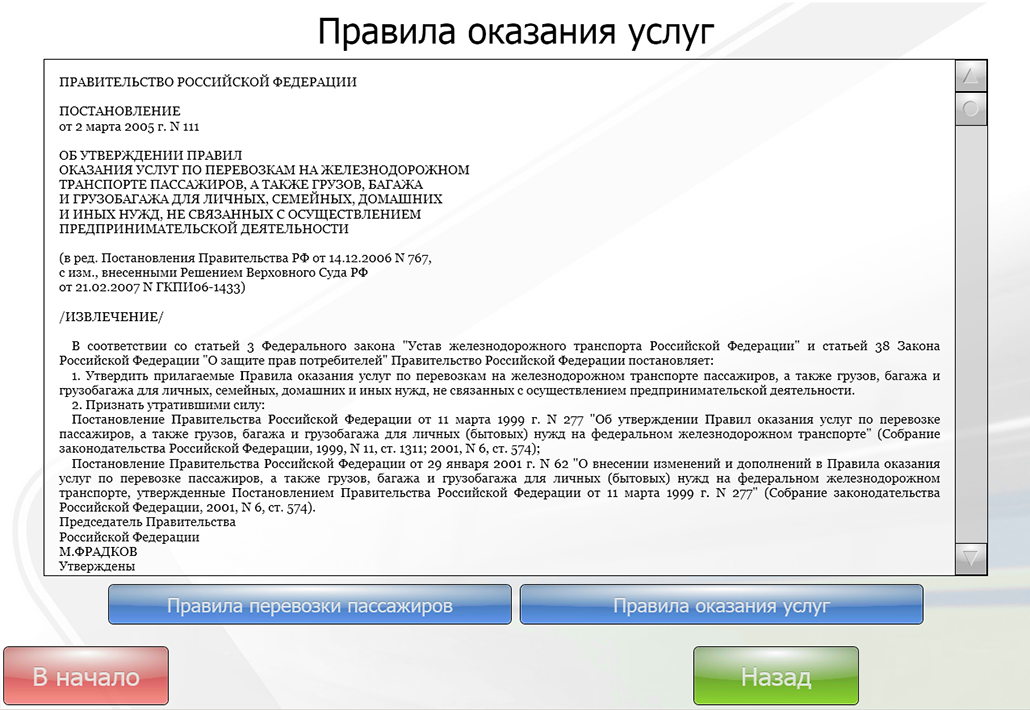 Правила оказания услуг
ПРАВИТЕЛЬСТВО РОССИЙСКОЙ ФЕДЕРАЦИИ
ПОСТАНОВЛЕНИЕ
от 2 марта 2005 г. N 111
ОБ УТВЕРЖДЕНИИ ПРАВИЛ
ОКАЗАНИЯ УСЛУГ ПО ПЕРЕВОЗКАМ НА ЖЕЛЕЗНОДОРОЖНОМ
ТРАНСПОРТЕ ПАССАЖИРОВ, А ТАКЖЕ ГРУЗОВ, БАГАЖА
И ГРУЗОБАГАЖА ДЛЯ ЛИЧНЫХ, СЕМЕЙНЫХ, ДОМАШНИХ
И ИНЫХ НУЖД, НЕ СВЯЗАННЫХ С ОСУЩЕСТВЛЕНИЕМ
ПРЕДПРИНИМАТЕЛЬСКОЙ ДЕЯТЕЛЬНОСТИ
(в ред. Постановления Правительства РФ от 14.12.2006 N 767,
с изм., внесенными Решением Верховного Суда РФ
от 21.02.2007 N ГКПИ06-1433)
/ИЗВЛЕЧЕНИЕ/
В соответствии со статьей 3 Федерального закона "Устав железнодорожного транспорта Российской Федерации" и статьей 38 Закона
Российской Федерации "О защите прав потребителей" Правительство Российской Федерации постановляет:
1. Утвердить прилагаемые Правила оказания услуг по перевозкам на железнодорожном транспорте пассажиров, а также грузов, багажа и
грузобагажа для личных, семейных, домашних и иных нужд, не связанных с осуществлением предпринимательской деятельности.
2. Признать утратившими силу:
Постановление Правительства Российской Федерации от 11 марта 1999 г. N 277 "Об утверждении Правил оказания услуг по перевозке
пассажиров, а также грузов, багажа и грузобагажа для личных (бытовых) нужд на федеральном железнодорожном транспорте" (Собрание
законодательства Российской Федерации, 1999, N 11, ст. 1311; 2001, N 6, ст. 574);
Постановление Правительства Российской Федерации от 29 января 2001 г. N 62 "О внесении изменений и дополнений в Правила оказания
услуг по перевозке пассажиров, а также грузов, багажа и грузобагажа для личных (бытовых) нужд на федеральном железнодорожном
транспорте, утвержденные Постановлением Правительства Российской Федерации от 11 марта 1999 г. N 277" (Собрание законодательства
Российской Федерации, 2001, N 6, ст. 574).
Председатель Правительства
Российской Федерации
М.ФРАДКОВ
Утверждены
Правила перевозки пассажиров
Правила оказания услуг
В начало
Назад